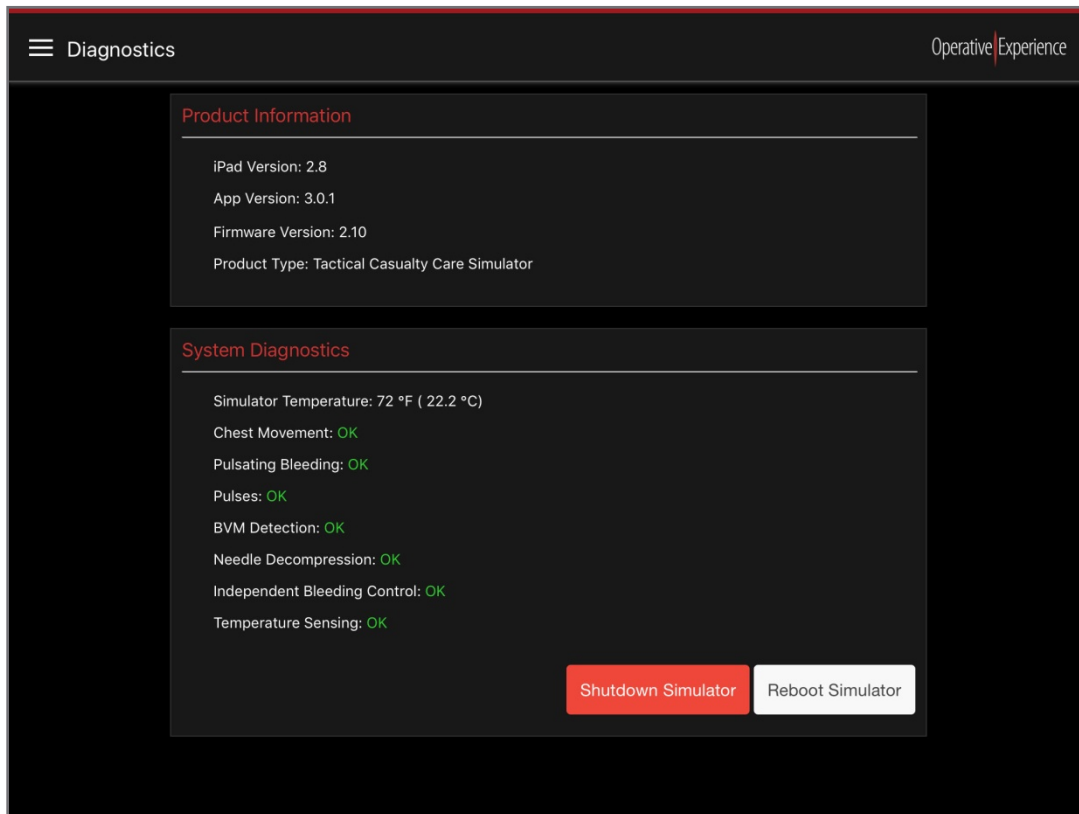 Diagnostics
Operative Experience
Product Information
iPad Version: 2.8
App Version: 3.0.1
Firmware Version: 2.10
Product Type: Tactical Casualty Care Simulator
System Diagnostics
Simulator Temperature: 72 °F ( 22.2 °C)
Chest Movement: OK
Pulsating Bleeding: OK
Pulses: OK
BVM Detection: OK
Needle Decompression: OK
Independent Bleeding Control: OK
Temperature Sensing: OK
Shutdown Simulator
Reboot Simulator